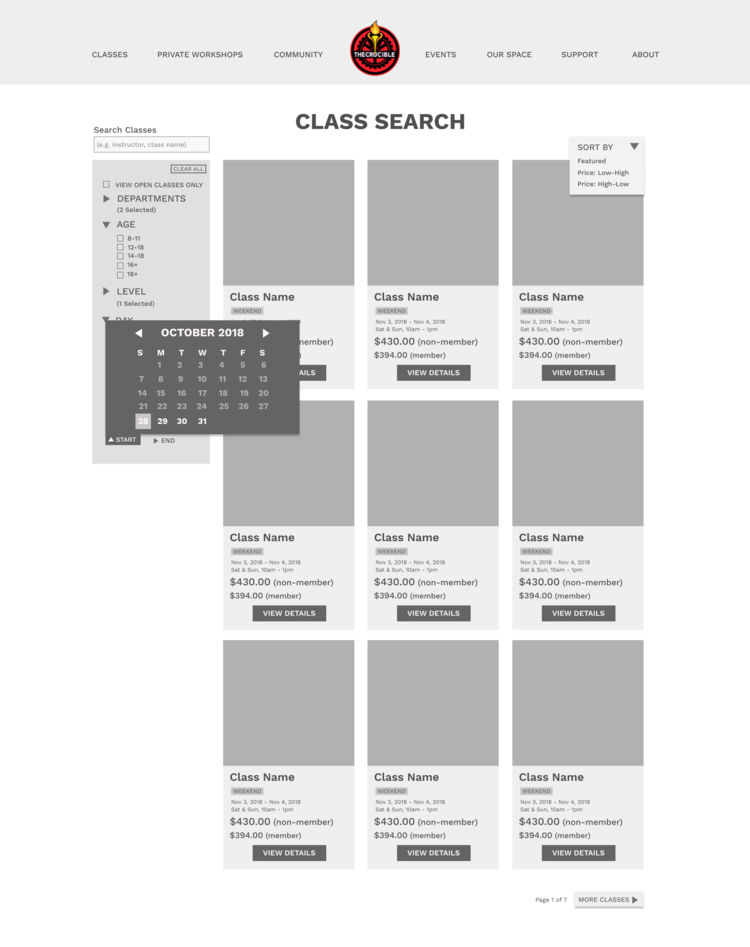 CLASSES PRIVATE WORKSHOPS COMMUNITY THE CRUCIBLE EVENTS OUR SPACE SUPPORT ABOUT
CLASS SEARCH
Search Classes
(e.g. instructor, class name)
SORT BY
Featured
Price: Low-High
Price: High-Low
CLEAR ALL
VIEW OPEN CLASSES ONLY
DEPARTMENTS
(2 Selected)
AGE
8-11
12-18
14-18
16+
18+
LEVEL
(1 Selected)
DAY
OCTOBER 2018
S M T W T F S
1 2 3 4 5 6
7 8 9 10 11 12 13
14 15 16 17 18 19 20
21 22 23 24 25 26 27
28 29 30 31
START END
Class Name
WEEKEND
member)
AILS
Class Name
WEEKEND
Nov 3, 2018 - Nov 4, 2018
Sat & Sun, 10am - 1pm
$430.00 (non-member)
$394.00 (member)
VIEW DETAILS
Class Name
WEEKEND
Nov 3, 2018 - Nov 4, 2018
Sat & Sun, 10am - 1pm
$430.00 (non-member)
$394.00 (member)
VIEW DETAILS
Class Name
WEEKEND
Nov 3, 2018 - Nov 4, 2018
Sat & Sun, 10am - 1pm
$430.00 (non-member)
$394.00 (member)
VIEW DETAILS
Class Name
WEEKEND
Nov 3, 2018 - Nov 4, 2018
Sat & Sun, 10am - 1pm
$430.00 (non-member)
$394.00 (member)
VIEW DETAILS
Class Name
WEEKEND
Nov 3, 2018 - Nov 4, 2018
Sat & Sun, 10am - 1pm
$430.00 (non-member)
$394.00 (member)
VIEW DETAILS
Class Name
WEEKEND
Nov 3, 2018 - Nov 4, 2018
Sat & Sun, 10am - 1pm
$430.00 (non-member)
$394.00 (member)
VIEW DETAILS
Class Name
WEEKEND
Nov 3, 2018 - Nov 4, 2018
Sat & Sun, 10am - 1pm
$430.00 (non-member)
$394.00 (member)
VIEW DETAILS
Class Name
WEEKEND
Nov 3, 2018 - Nov 4, 2018
Sat & Sun, 10am - 1pm
$430.00 (non-member)
$394.00 (member)
VIEW DETAILS
Page 1 of 7 MORE CLASSES